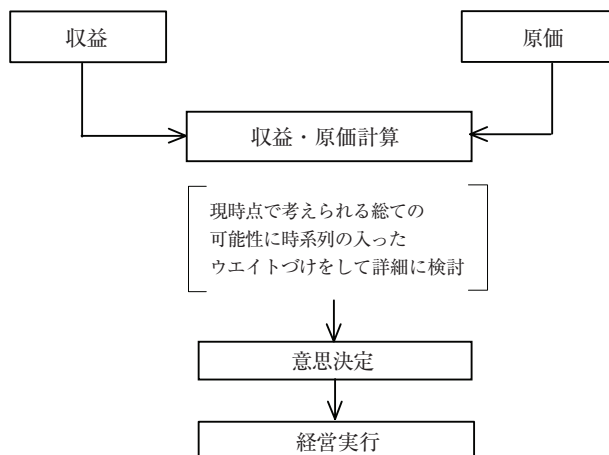 収益
原価
収益・原価計算
現時点で考えられる総ての
可能性に時系列の入った
ウエイトづけをして詳細に検討
意思決定
経営実行